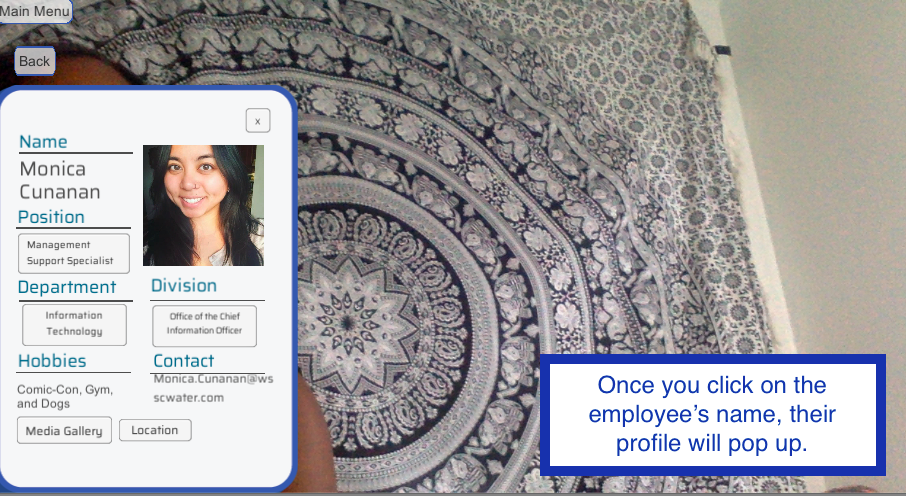 Main Menu
Back
x
Name
Monica
Cunanan
Position
Management
Support Specialist
Department
Division
Information
Technology
Office of the Chief
Information Officer
Hobbies
Contact
Comic-Con, Gym,
and Dogs
Monica.Cunanan@ws
scwater.com
Media Gallery
Location
Once you click on the
employee’s name, their
profile will pop up.